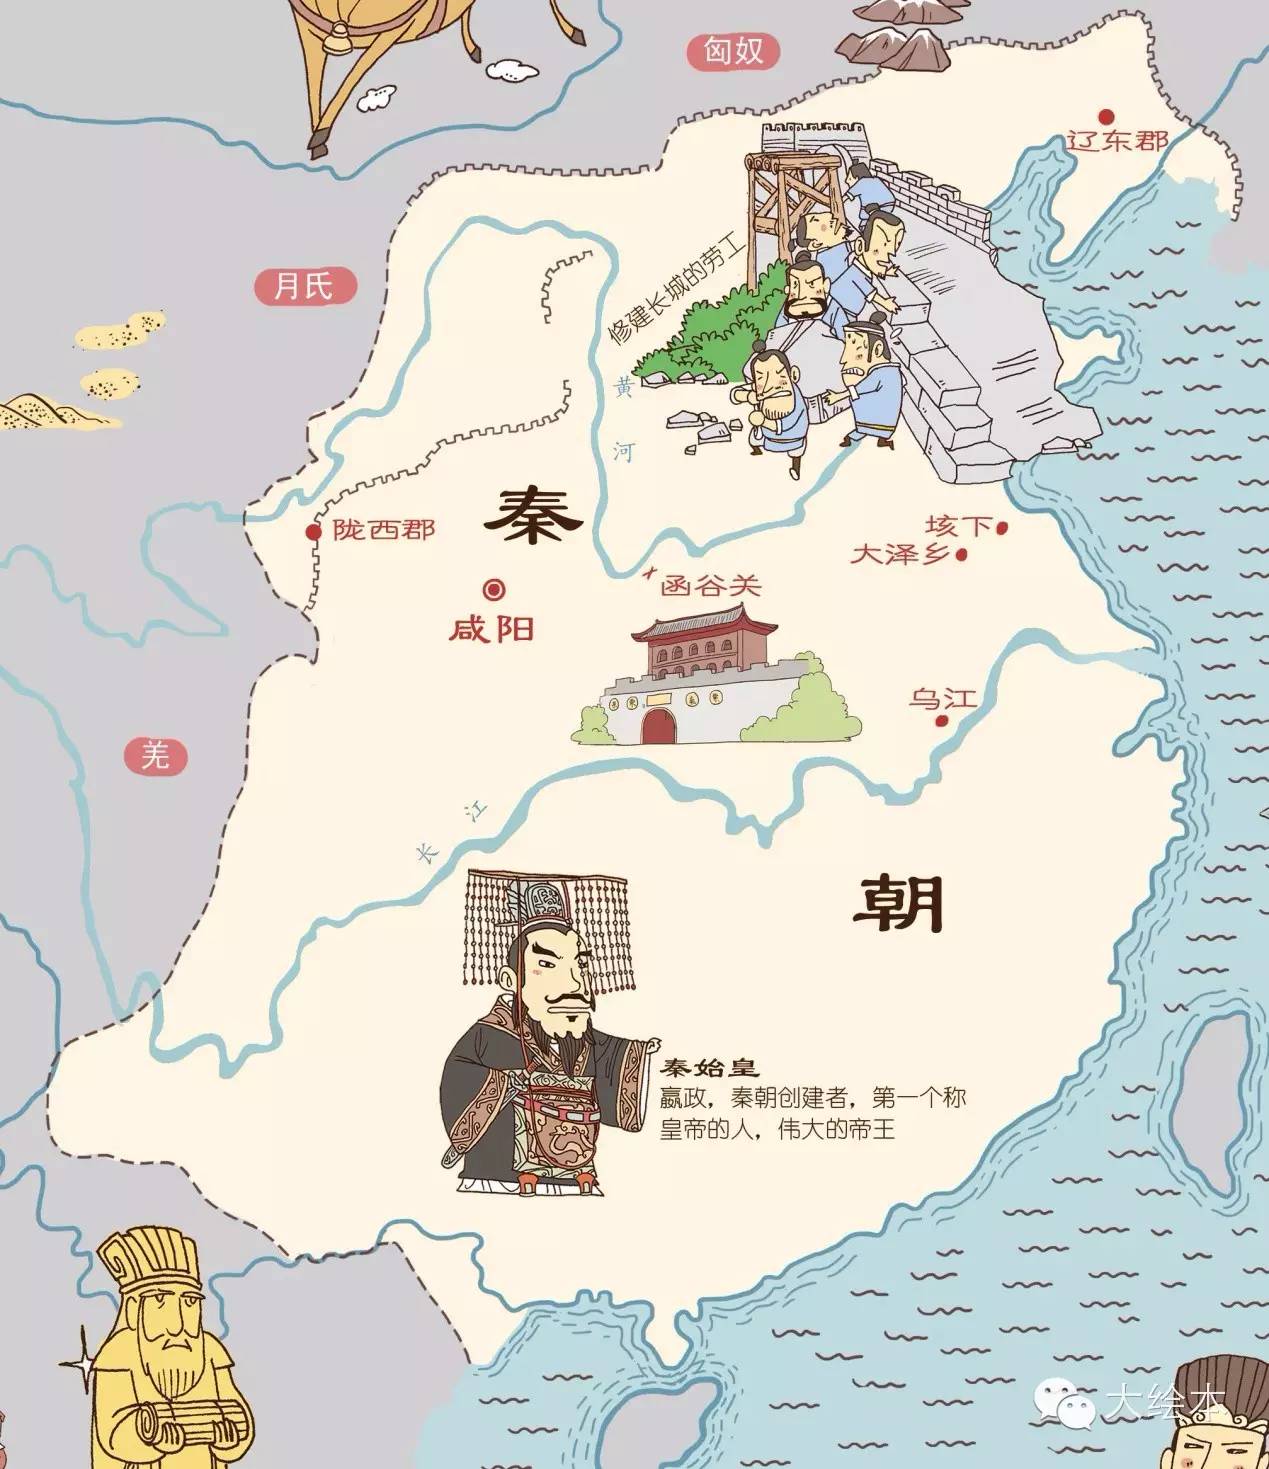 匈奴
辽东郡
月氏
修建长城的劳工
黄河
秦
陇西郡
垓下
大泽乡
函谷关
咸阳
乌江
羌
长江
朝
秦始皇
嬴政，秦朝创建者，第一个称
皇帝的人，伟大的帝王
大绘本